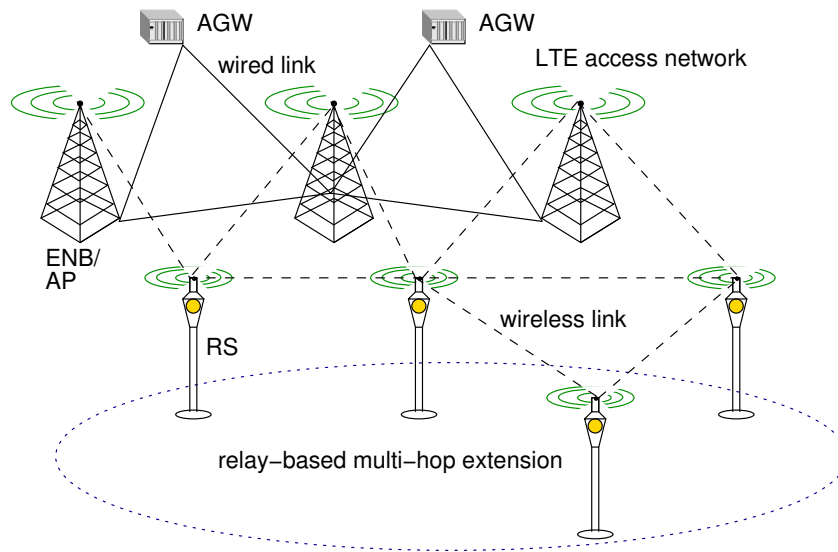 AGW
AGW
wired link
LTE access network
ENB/
AP
RS
wireless link
relay−based multi−hop extension